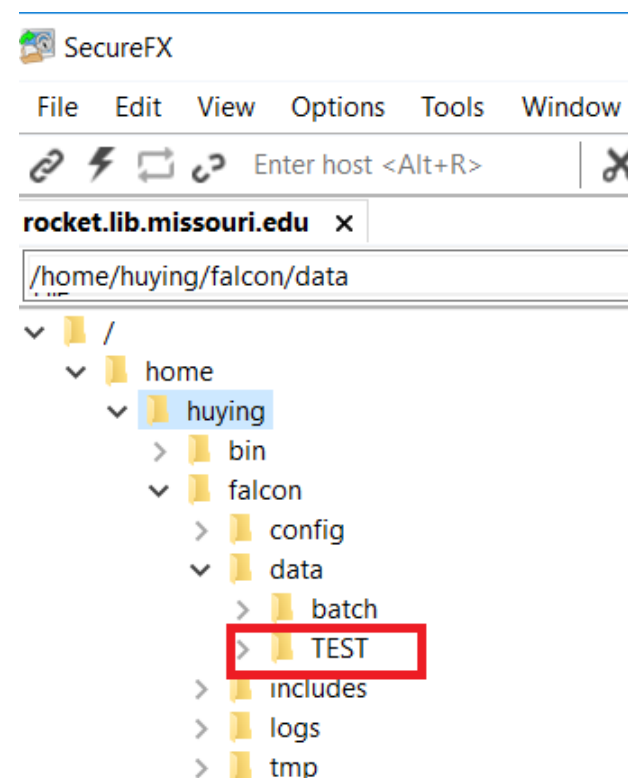 SecureFX
File Edit View Options Tools Window
Enter host <Alt+R>
rocket.lib.missouri.edu x
/home/huying/falcon/data
/
home
huying
bin
falcon
config
data
batch
TEST
includes
logs
tmp